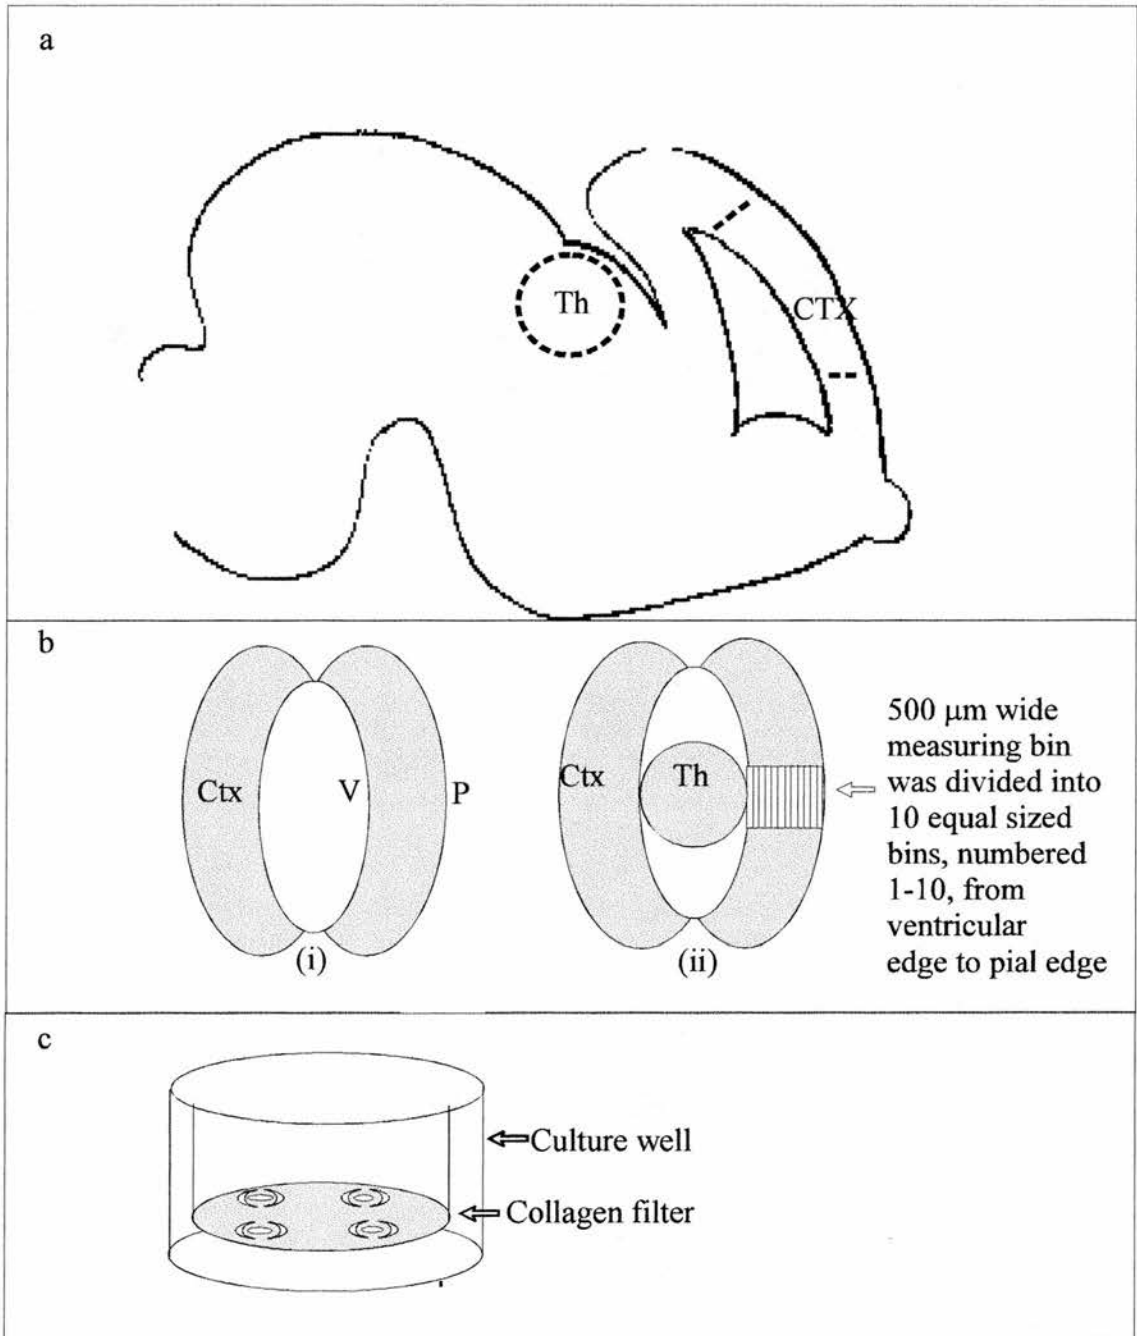 a
Th
CTX
b
Ctx
V
P
(i)
Ctx
Th
(ii)
500 μm wide
measuring bin
was divided into
10 equal sized
bins, numbered
1-10, from
ventricular
edge to pial edge
c
Culture well
Collagen filter